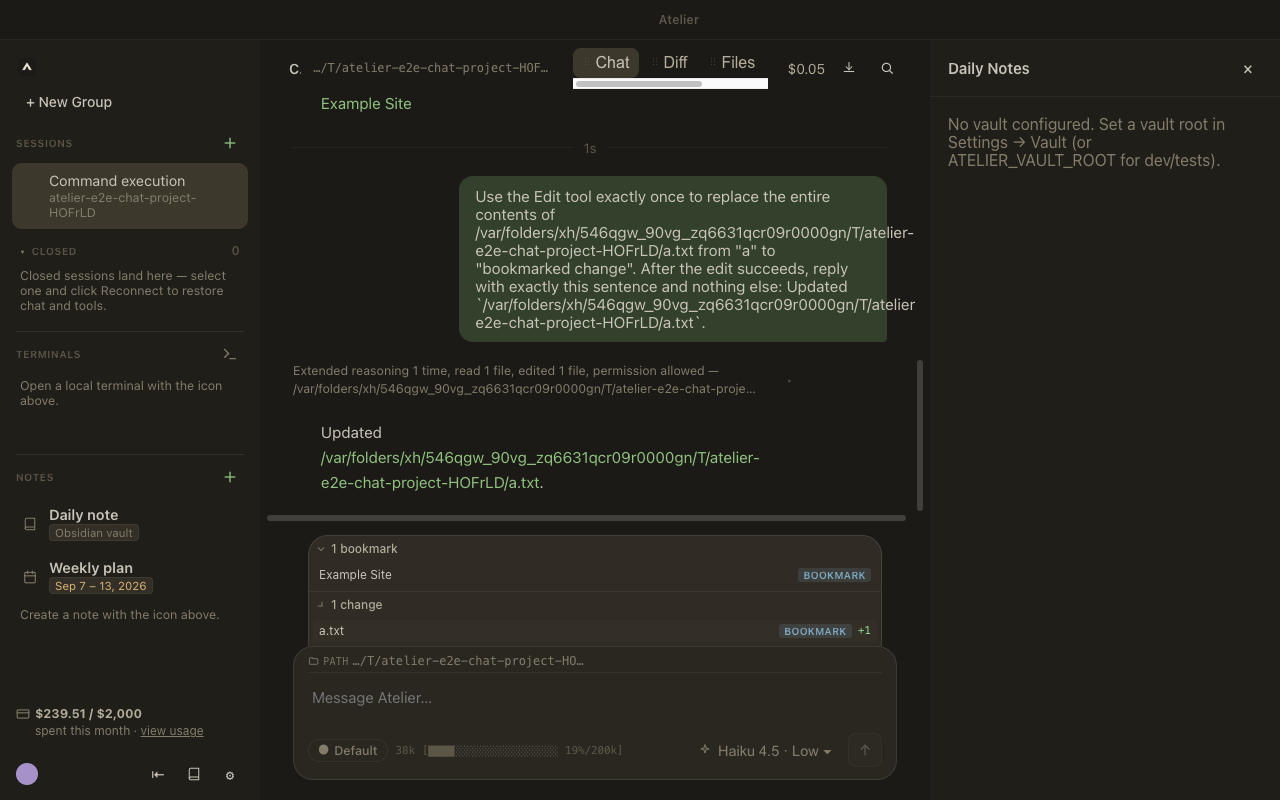 Atelier
+ New Group
SESSIONS
Command execution
atelier-e2e-chat-project-
HOFrLD
CLOSED
0
Closed sessions land here — select
one and click Reconnect to restore
chat and tools.
TERMINALS
Open a local terminal with the icon
above.
NOTES
Daily note
Obsidian vault
Weekly plan
Sep 7 – 13, 2026
Create a note with the icon above.
$239.51 / $2,000
spent this month · view usage
C.
…/T/atelier-e2e-chat-project-HOF…
Chat
Diff
Files
$0.05
Example Site
1s
Use the Edit tool exactly once to replace the entire
contents of
/var/folders/xh/546qgw_90vg_zq6631qcr09r0000gn/T/atelier-
e2e-chat-project-HOFrLD/a.txt from "a" to
"bookmarked change". After the edit succeeds, reply
with exactly this sentence and nothing else: Updated
`/var/folders/xh/546qgw_90vg_zq6631qcr09r0000gn/T/atelier
e2e-chat-project-HOFrLD/a.txt`.
Extended reasoning 1 time, read 1 file, edited 1 file, permission allowed —
/var/folders/xh/546qgw_90vg_zq6631qcr09r0000gn/T/atelier-e2e-chat-proje…
Updated
/var/folders/xh/546qgw_90vg_zq6631qcr09r0000gn/T/atelier-
e2e-chat-project-HOFrLD/a.txt.
1 bookmark
Example Site
BOOKMARK
1 change
a.txt
BOOKMARK +1
PATH …/T/atelier-e2e-chat-project-HO…
Message Atelier…
Default
38k [ 19%/200k]
Haiku 4.5 · Low
Daily Notes
No vault configured. Set a vault root in
Settings → Vault (or
ATELIER_VAULT_ROOT for dev/tests).